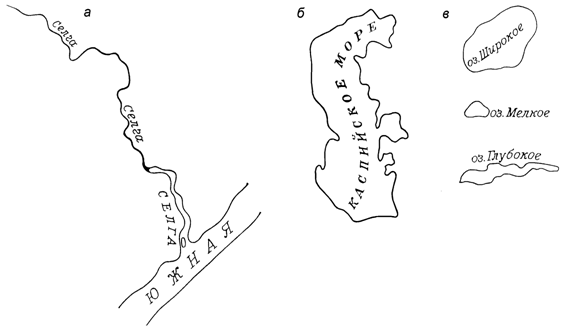 а
Селга
Селга
СЕЛГА
ЮЖНАЯ
б
КАСПИЙСКОЕ МОРЕ
в
оз. Широкое
оз. Мелкое
оз. Глубокое